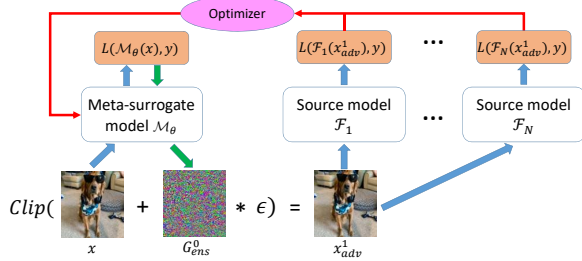 Optimizer
L(ℳ_θ(x), y)
L(ℱ_1(x^1_adv), y)
...
L(ℱ_N(x^1_adv), y)
Meta-surrogate
model ℳ_θ
Source model
ℱ_1
...
Source model
ℱ_N
Clip( + * ϵ) =
x
G^0_ens
x^1_adv